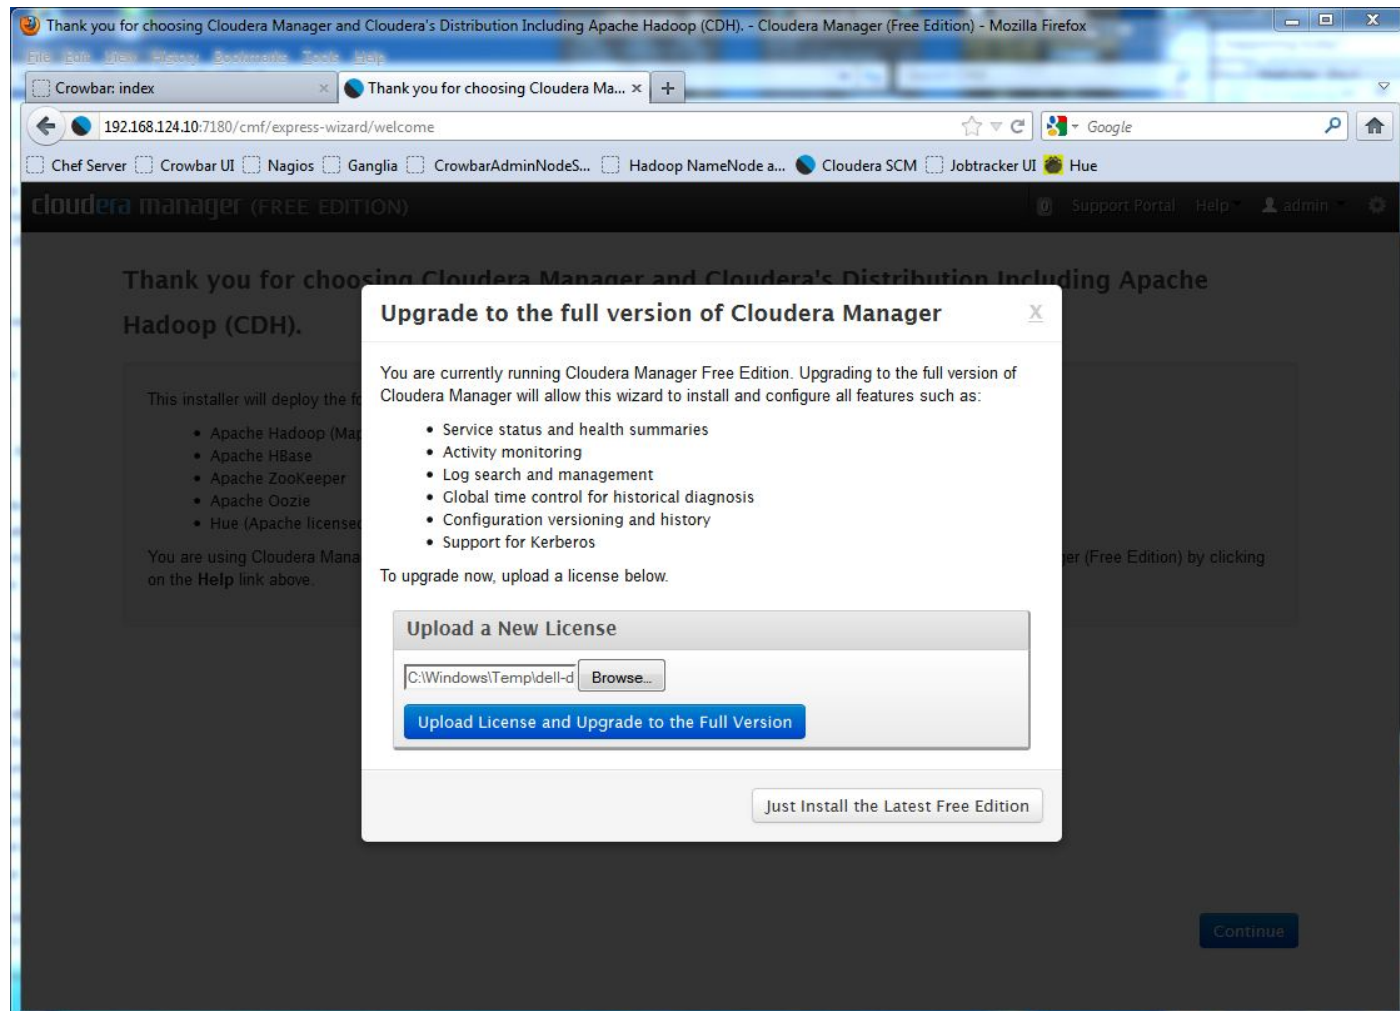 Thank you for choosing Cloudera Manager and Cloudera's Distribution Including Apache Hadoop (CDH). - Cloudera Manager (Free Edition) - Mozilla Firefox
File Edit View History Bookmarks Tools Help
Crowbar: index
Thank you for choosing Cloudera Ma...
192.168.124.10:7180/cmf/express-wizard/welcome
Google
Chef Server Crowbar UI Nagios Ganglia CrowbarAdminNodeS... Hadoop NameNode a... Cloudera SCM Jobtracker UI Hue
cloudera manager (FREE EDITION)
0 Support Portal Help admin
Thank you for choosing Cloudera Manager and Cloudera's Distribution Including Apache
Hadoop (CDH).
This installer will deploy the fo
• Apache Hadoop (Map
• Apache HBase
• Apache ZooKeeper
• Apache Oozie
• Hue (Apache licensed
You are using Cloudera Mana
ger (Free Edition) by clicking
on the Help link above.
Upgrade to the full version of Cloudera Manager
X
You are currently running Cloudera Manager Free Edition. Upgrading to the full version of
Cloudera Manager will allow this wizard to install and configure all features such as:
• Service status and health summaries
• Activity monitoring
• Log search and management
• Global time control for historical diagnosis
• Configuration versioning and history
• Support for Kerberos
To upgrade now, upload a license below.
Upload a New License
C:\Windows\Temp\dell-d
Browse...
Upload License and Upgrade to the Full Version
Just Install the Latest Free Edition
Continue